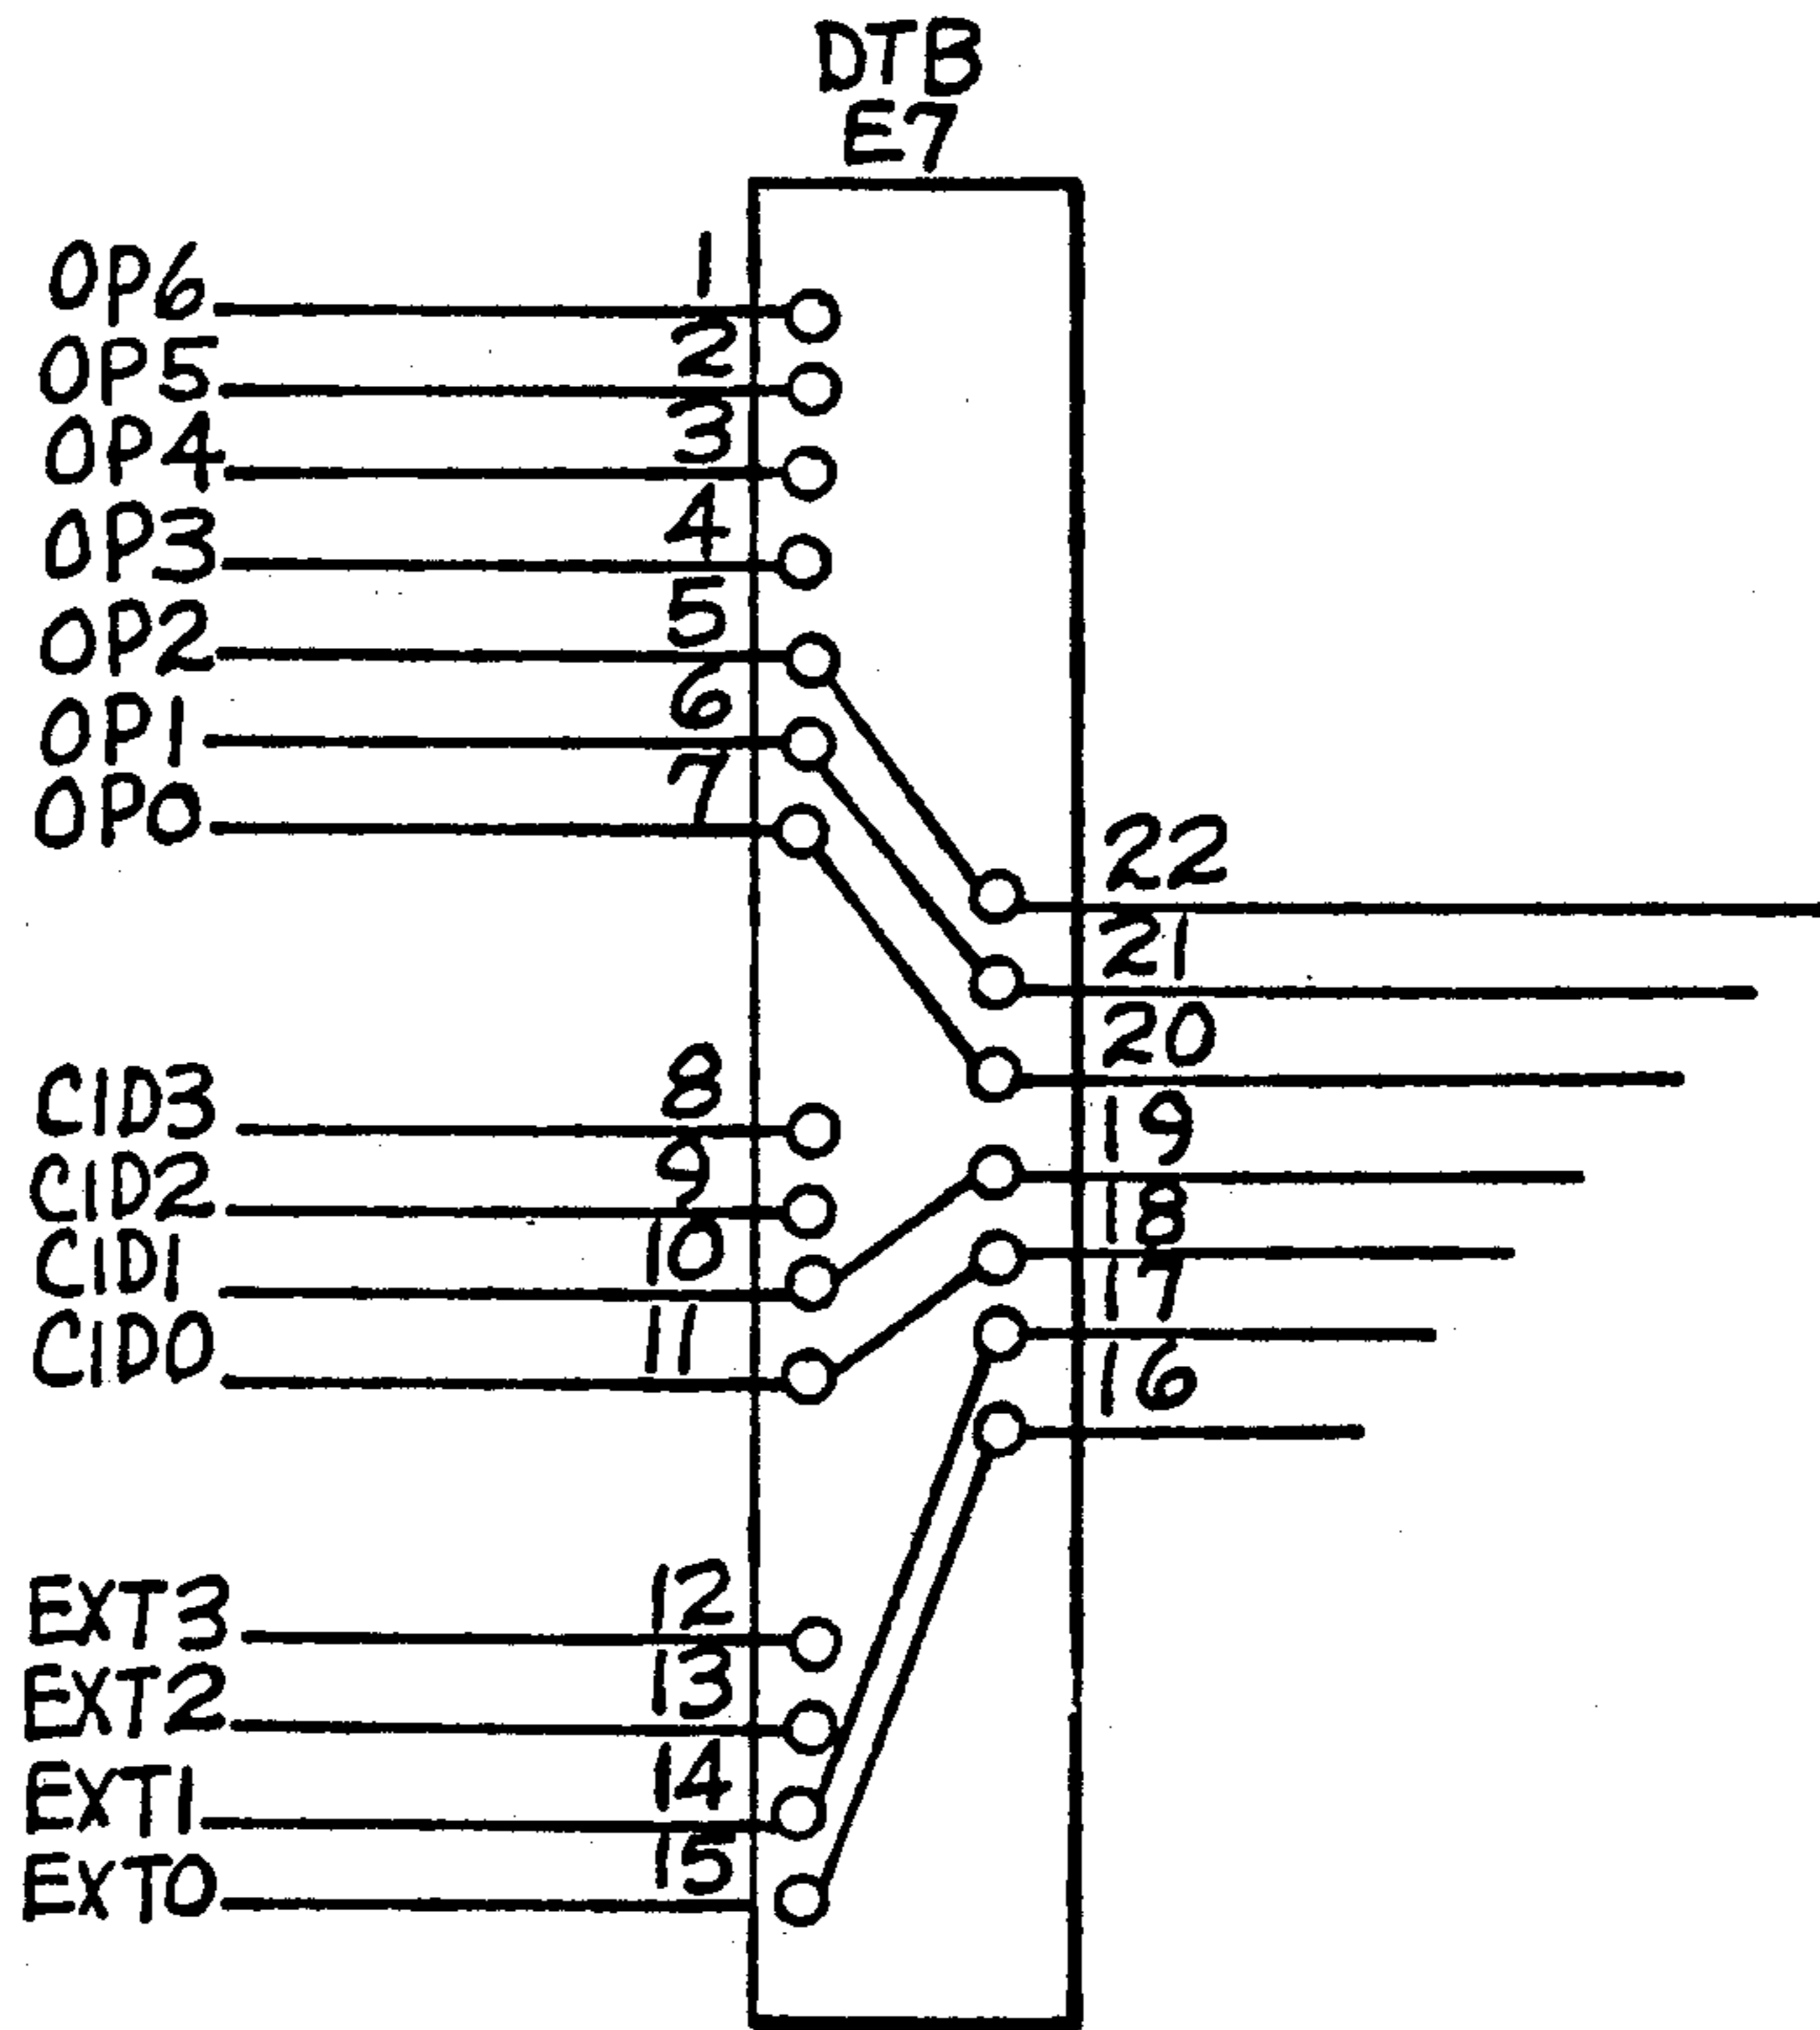 DTB
E7
OP6 1
OP5 2
OP4 3
OP3 4
OP2 5
OP1 6
OP0 7
22
21
20
CID3 8
19
CID2 9
18
CID1 10
17
CID0 11
16
EXT3 12
EXT2 13
EXT1 14
EXT0 15